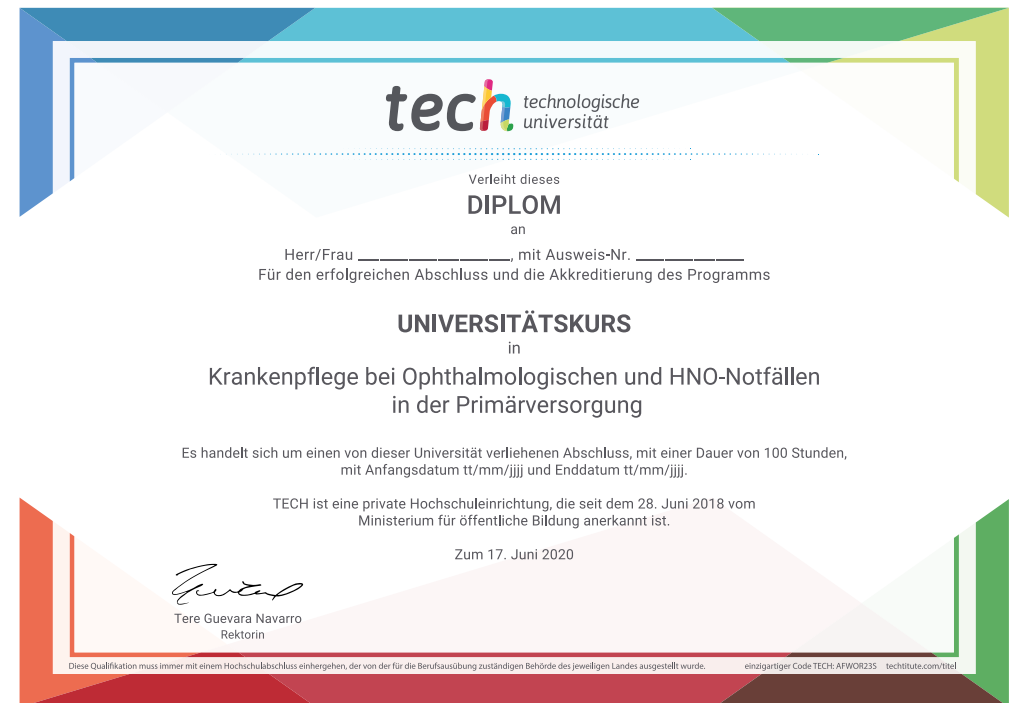 tech technologische
universität
Verleiht dieses
DIPLOM
an
Herr/Frau ____________________, mit Ausweis-Nr. ______________
Für den erfolgreichen Abschluss und die Akkreditierung des Programms
UNIVERSITÄTSKURS
in
Krankenpflege bei Ophthalmologischen und HNO-Notfällen
in der Primärversorgung
Es handelt sich um einen von dieser Universität verliehenen Abschluss, mit einer Dauer von 100 Stunden,
mit Anfangsdatum tt/mm/jjjj und Enddatum tt/mm/jjjj.
TECH ist eine private Hochschuleinrichtung, die seit dem 28. Juni 2018 vom
Ministerium für öffentliche Bildung anerkannt ist.
Zum 17. Juni 2020
Tere Guevara Navarro
Rektorin
Diese Qualifikation muss immer mit einem Hochschulabschluss einhergehen, der von der für die Berufsausübung zuständigen Behörde des jeweiligen Landes ausgestellt wurde. einzigartiger Code TECH: AFWOR23S techtitute.com/titel